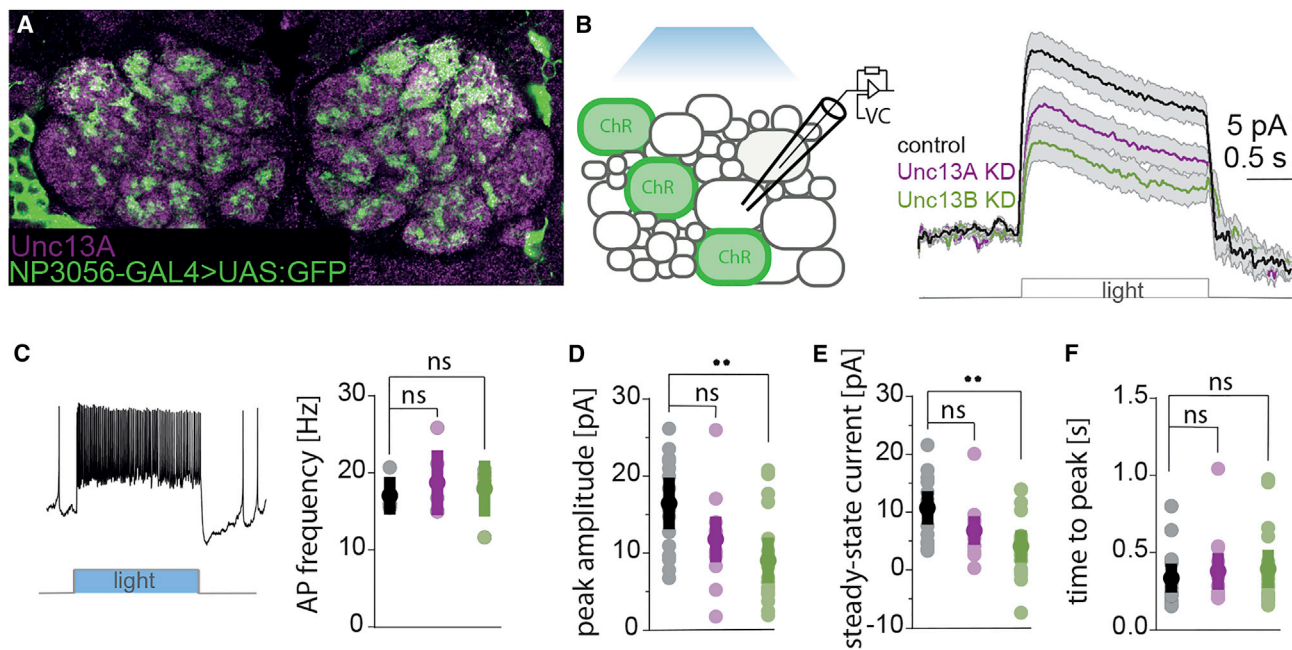 A
Unc13A
NP3056-GAL4>UAS:GFP
B
ChR
ChR
ChR
VC
control
Unc13A KD
Unc13B KD
5 pA
0.5 s
light
C
light
AP frequency [Hz]
30
20
10
0
ns
ns
D
peak amplitude [pA]
30
20
10
0
**
ns
E
steady-state current [pA]
30
20
10
0
-10
**
ns
F
time to peak [s]
1.5
1.0
0.5
0.0
ns
ns